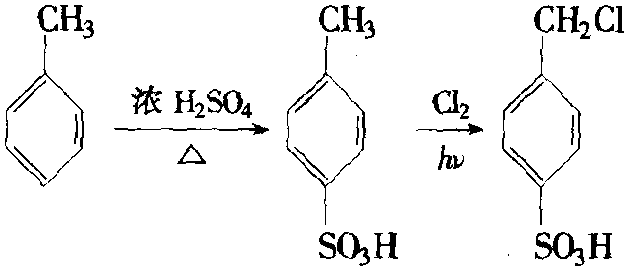 CH₃
浓 H₂SO₄
△
CH₃
SO₃H
Cl₂
hν
CH₂Cl
SO₃H